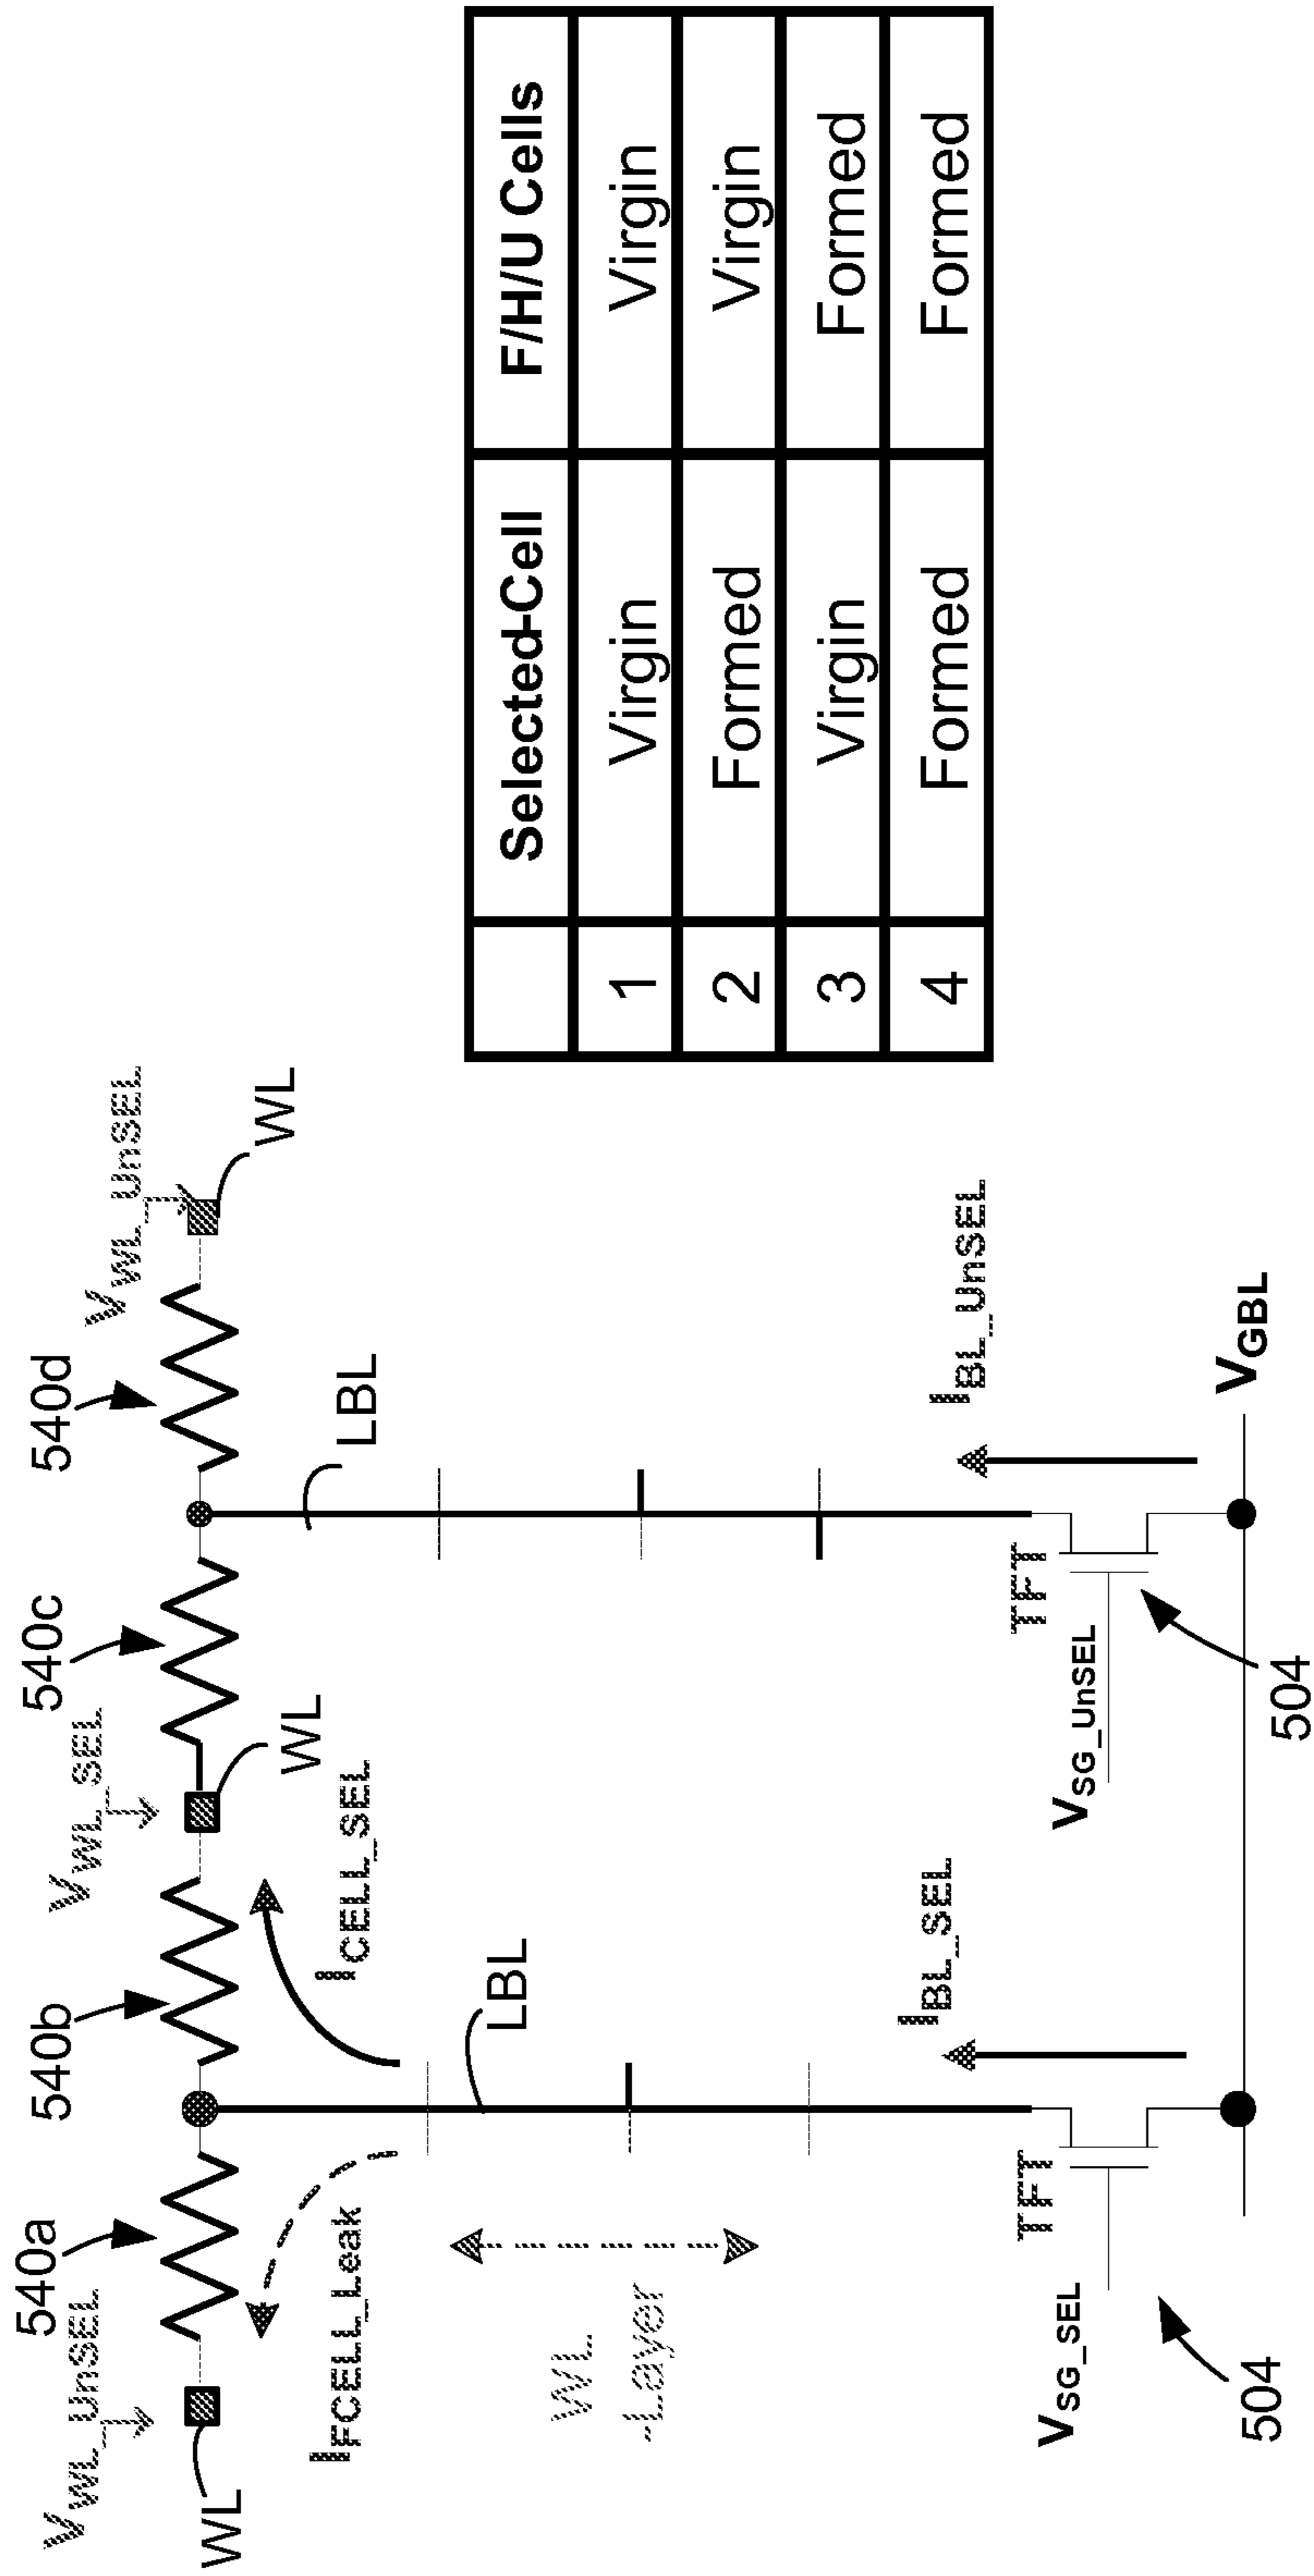 V_WL_UnSEL
540a
540b
V_WL_SEL
540c
540d
V_WL_UnSEL
WL
WL
WL
I_FCELL_Leak
I_CELL_SEL
LBL
LBL
WL
Layer
I_BL_SEL
I_BL_UnSEL
TFT
TFT
V_SG_SEL
V_SG_UnSEL
504
504
V_GBL
Selected-Cell F/H/U Cells
1 Virgin Virgin
2 Formed Virgin
3 Virgin Formed
4 Formed Formed